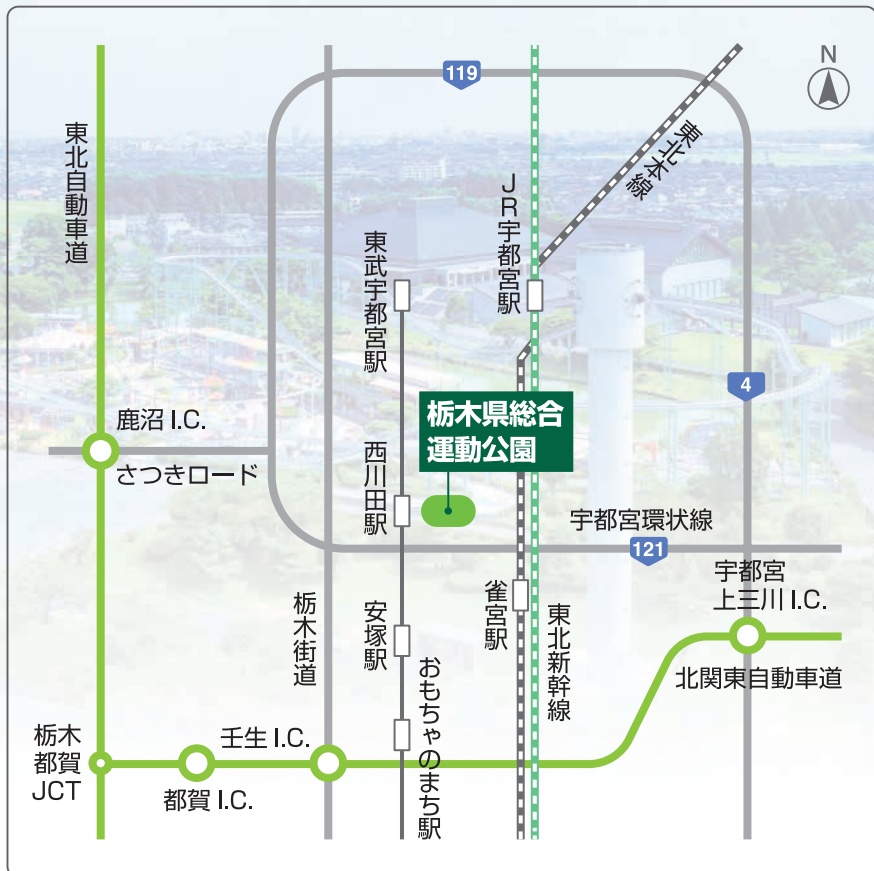 N
119
東北自動車道
東北本線
JR宇都宮駅
東武宇都宮駅
4
栃木県総合
運動公園
鹿沼 I.C.
さつきロード
西川田駅
宇都宮環状線
121
宇都宮
上三川 I.C.
栃木街道
安塚駅
雀宮駅
東北新幹線
おもちゃのまち駅
北関東自動車道
栃木
都賀
JCT
壬生 I.C.
都賀 I.C.